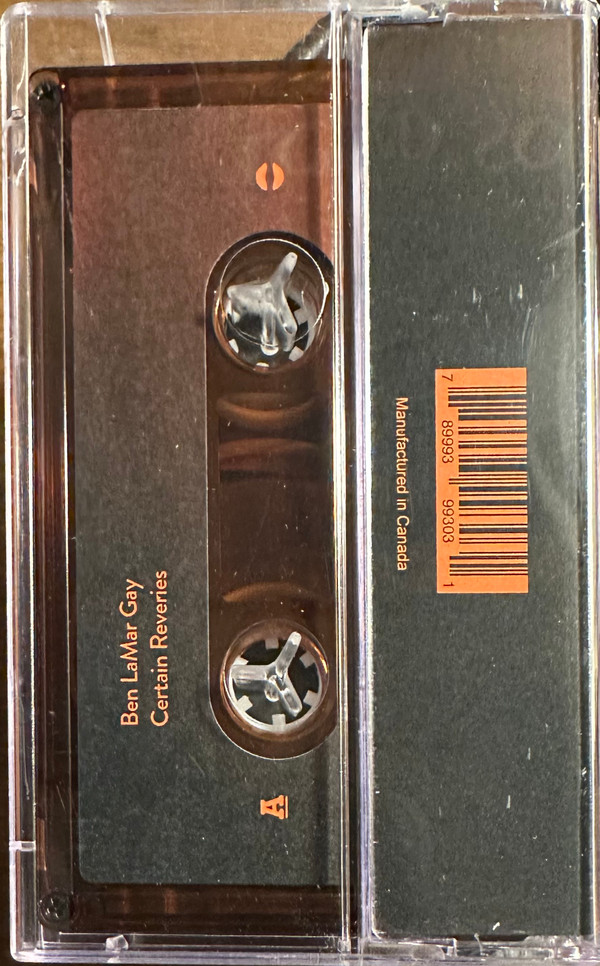 Ben LaMar Gay
Certain Reveries
A
Manufactured in Canada
7 89993 99303 1